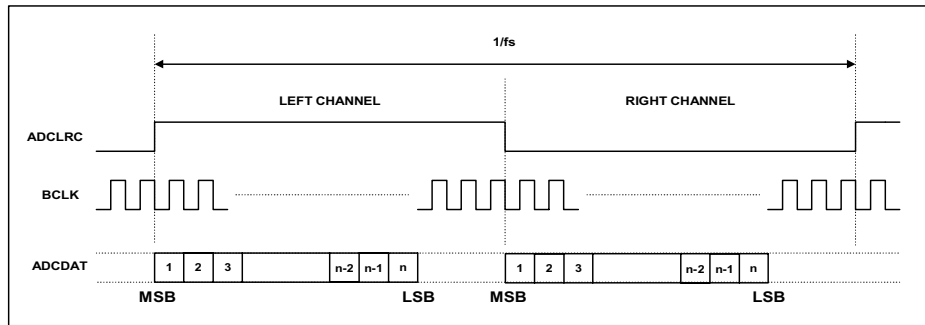 1/fs
LEFT CHANNEL RIGHT CHANNEL
ADCLRC
BCLK
ADCDAT 1 2 3 n-2 n-1 n 1 2 3 n-2 n-1 n
MSB LSB MSB LSB